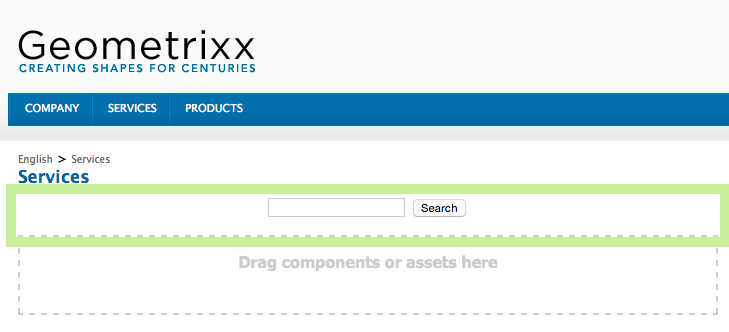 Geometrixx
CREATING SHAPES FOR CENTURIES
COMPANY SERVICES PRODUCTS
English > Services
Services
Search
Drag components or assets here